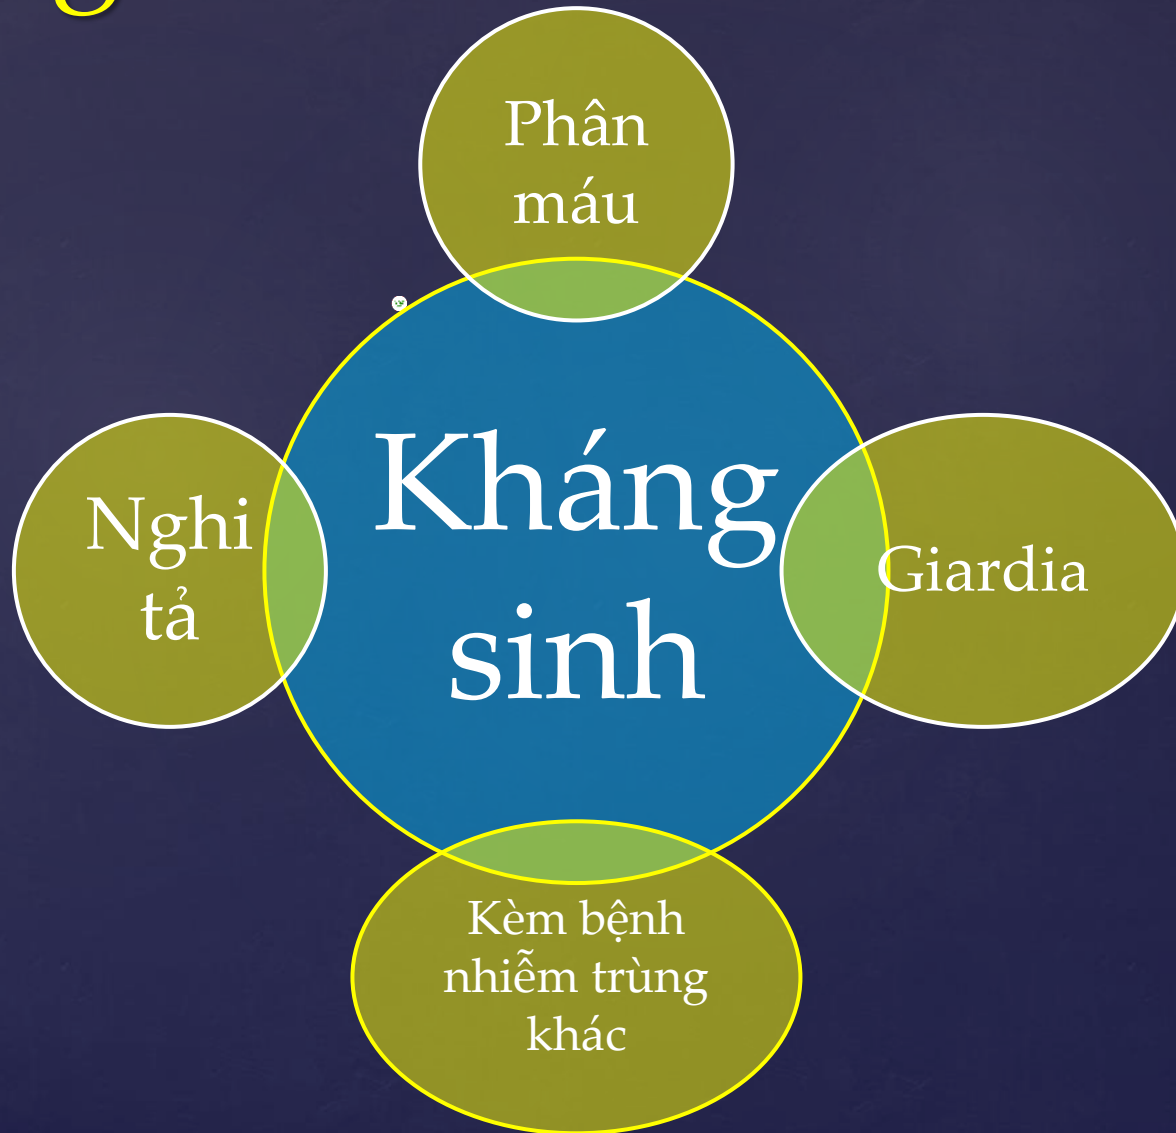 Phân
máu
Kháng
sinh
Nghi
tả
Giardia
Kèm bệnh
nhiễm trùng
khác